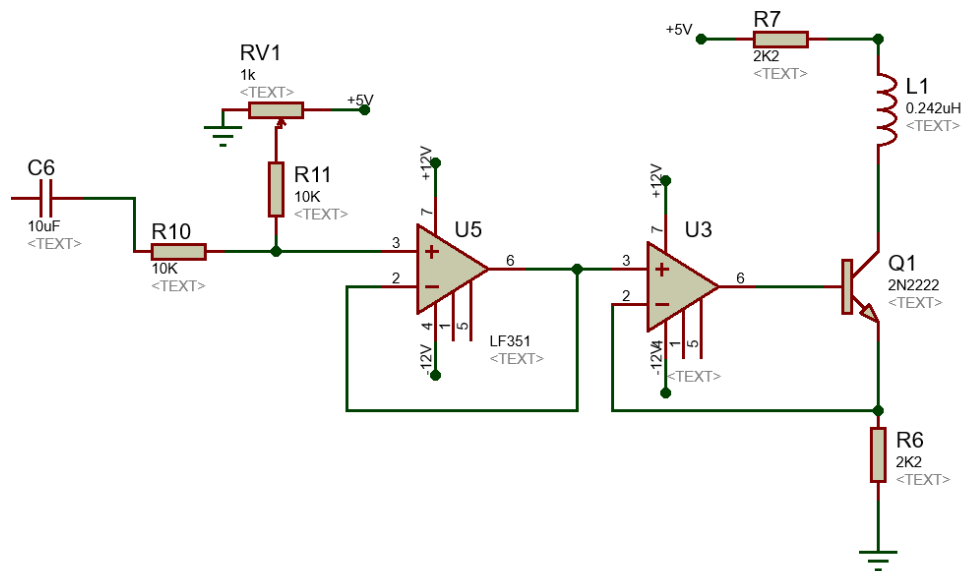 R7
+5V
2K2
<TEXT>
RV1
1k
<TEXT>
+5V
L1
0.242uH
<TEXT>
C6
10uF
<TEXT>
R11
10K
<TEXT>
R10
10K
<TEXT>
+12V
7
U5
3
2
6
4
1
5
-12V
LF351
<TEXT>
+12V
7
U3
3
2
6
4
1
5
-12V
<TEXT>
Q1
2N2222
<TEXT>
R6
2K2
<TEXT>